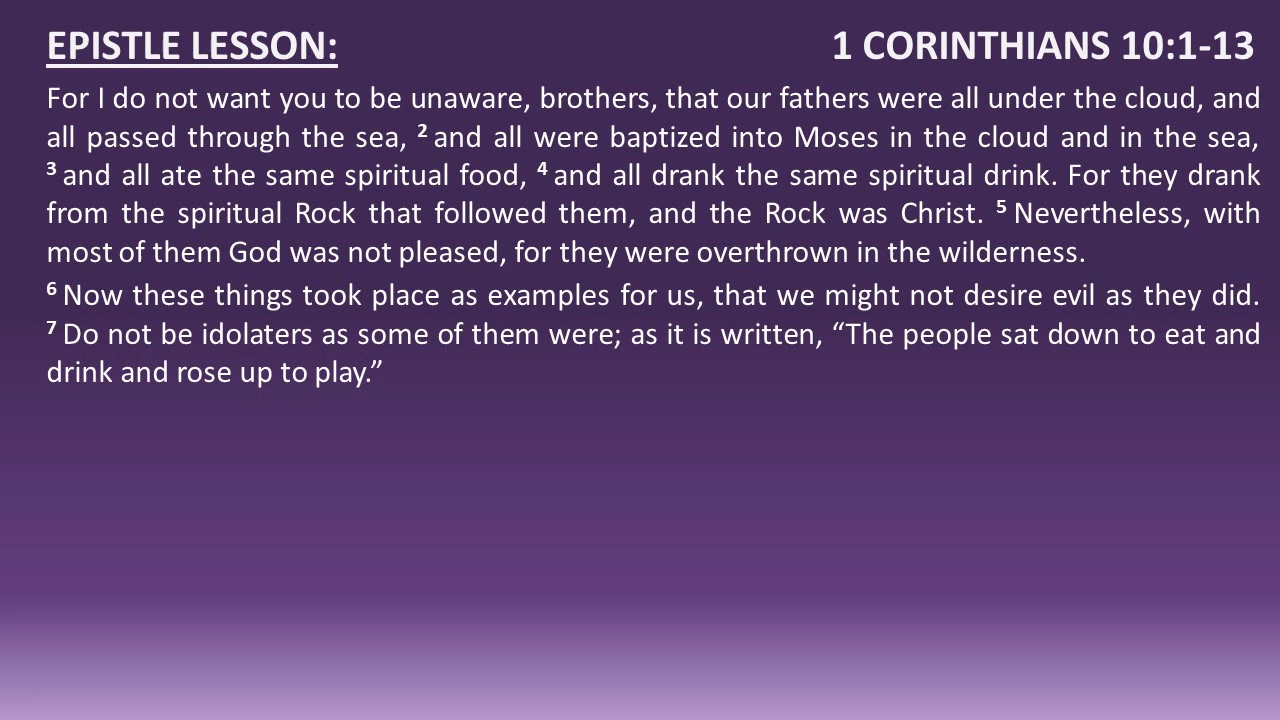 EPISTLE LESSON: 1 CORINTHIANS 10:1-13
For I do not want you to be unaware, brothers, that our fathers were all under the cloud, and
all passed through the sea, ² and all were baptized into Moses in the cloud and in the sea,
³ and all ate the same spiritual food, ⁴ and all drank the same spiritual drink. For they drank
from the spiritual Rock that followed them, and the Rock was Christ. ⁵ Nevertheless, with
most of them God was not pleased, for they were overthrown in the wilderness.
⁶ Now these things took place as examples for us, that we might not desire evil as they did.
⁷ Do not be idolaters as some of them were; as it is written, “The people sat down to eat and
drink and rose up to play.”